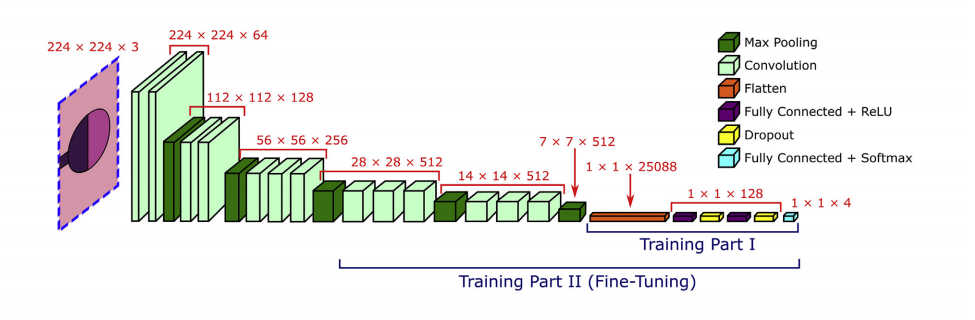 224 × 224 × 3
224 × 224 × 64
112 × 112 × 128
56 × 56 × 256
28 × 28 × 512
14 × 14 × 512
7 × 7 × 512
1 × 1 × 25088
1 × 1 × 128
1 × 1 × 4
Max Pooling
Convolution
Flatten
Fully Connected + ReLU
Dropout
Fully Connected + Softmax
Training Part I
Training Part II (Fine-Tuning)